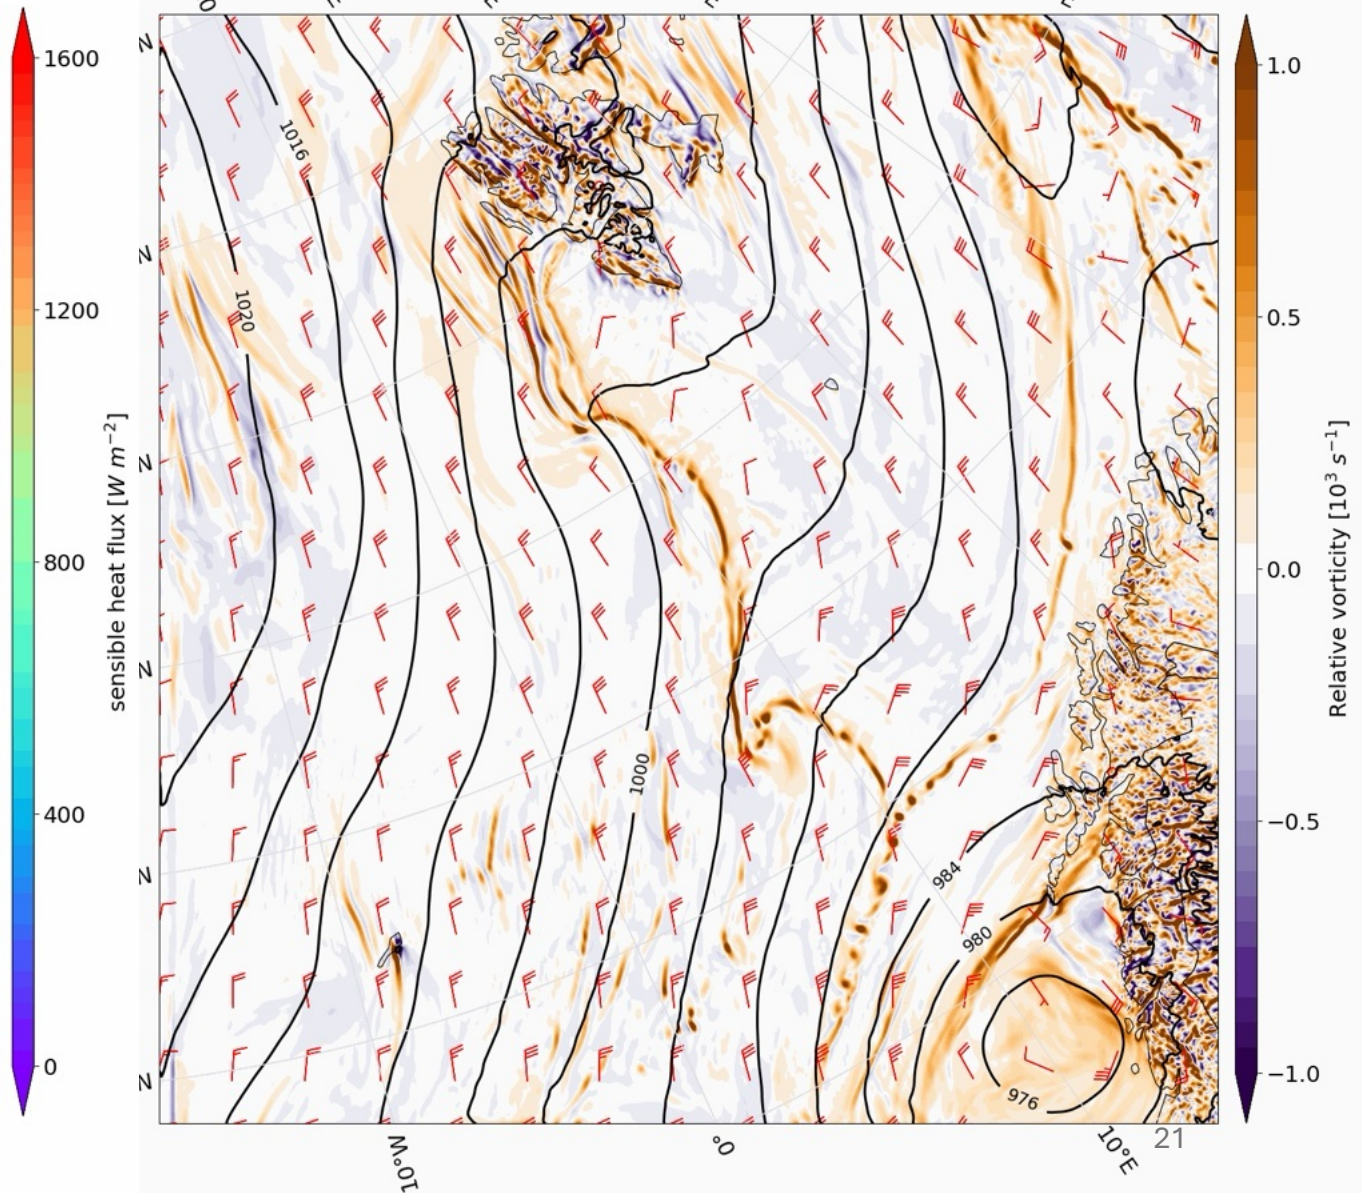 1600
1200
800
400
0
sensible heat flux [W m⁻²]
N
N
N
N
N
N
1016
1020
1000
984
980
976
10°W
0°
10°E
21
1.0
0.5
0.0
−0.5
−1.0
Relative vorticity [10³ s⁻¹]